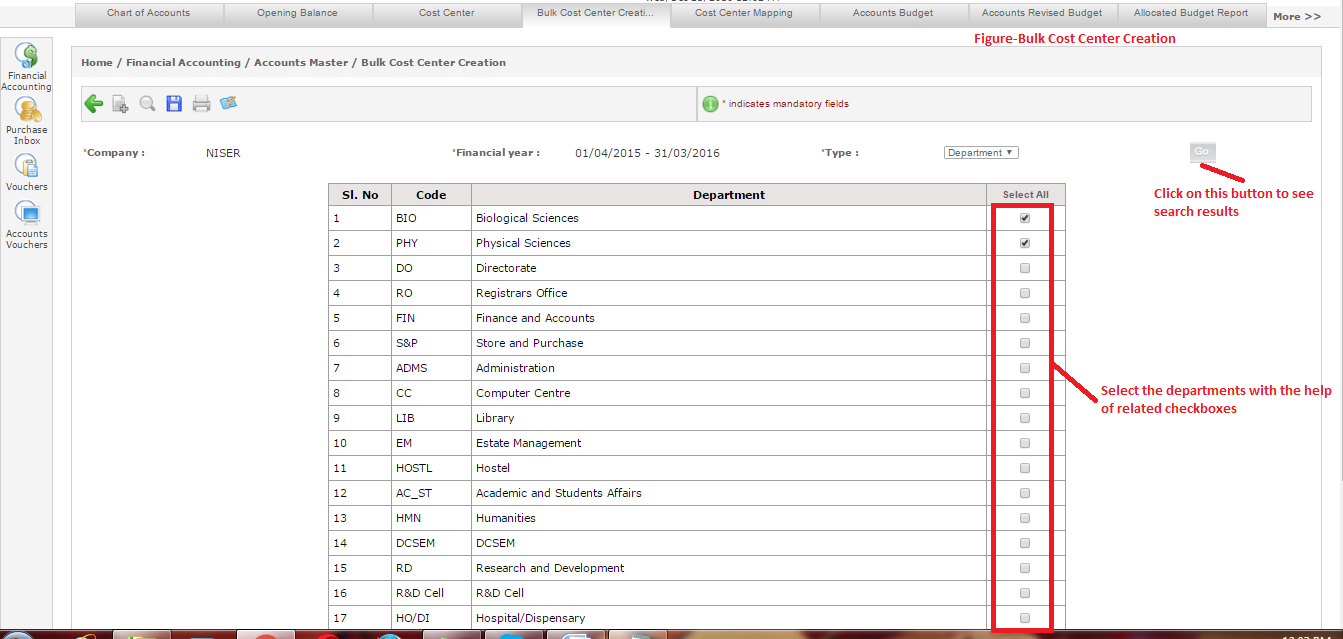 Chart of Accounts Opening Balance Cost Center Bulk Cost Center Creati... Cost Center Mapping Accounts Budget Accounts Revised Budget Allocated Budget Report More >>
Figure-Bulk Cost Center Creation
Financial
Accounting
Purchase
Inbox
Vouchers
Accounts
Vouchers
Home / Financial Accounting / Accounts Master / Bulk Cost Center Creation
* indicates mandatory fields
*Company : NISER *Financial year : 01/04/2015 - 31/03/2016 *Type : Department Go
Click on this button to see
search results
Sl. No Code Department Select All
1 BIO Biological Sciences
2 PHY Physical Sciences
3 DO Directorate
4 RO Registrars Office
5 FIN Finance and Accounts
6 S&P Store and Purchase
7 ADMS Administration
8 CC Computer Centre
9 LIB Library
10 EM Estate Management
11 HOSTL Hostel
12 AC_ST Academic and Students Affairs
13 HMN Humanities
14 DCSEM DCSEM
15 RD Research and Development
16 R&D Cell R&D Cell
17 HO/DI Hospital/Dispensary
Select the departments with the help
of related checkboxes